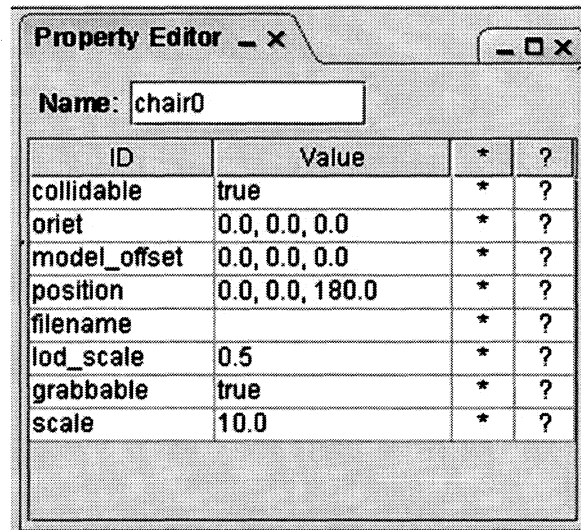 Property Editor
Name: chair0
ID Value * ?
collidable true * ?
oriet 0.0, 0.0, 0.0 * ?
model_offset 0.0, 0.0, 0.0 * ?
position 0.0, 0.0, 180.0 * ?
filename * ?
lod_scale 0.5 * ?
grabbable true * ?
scale 10.0 * ?